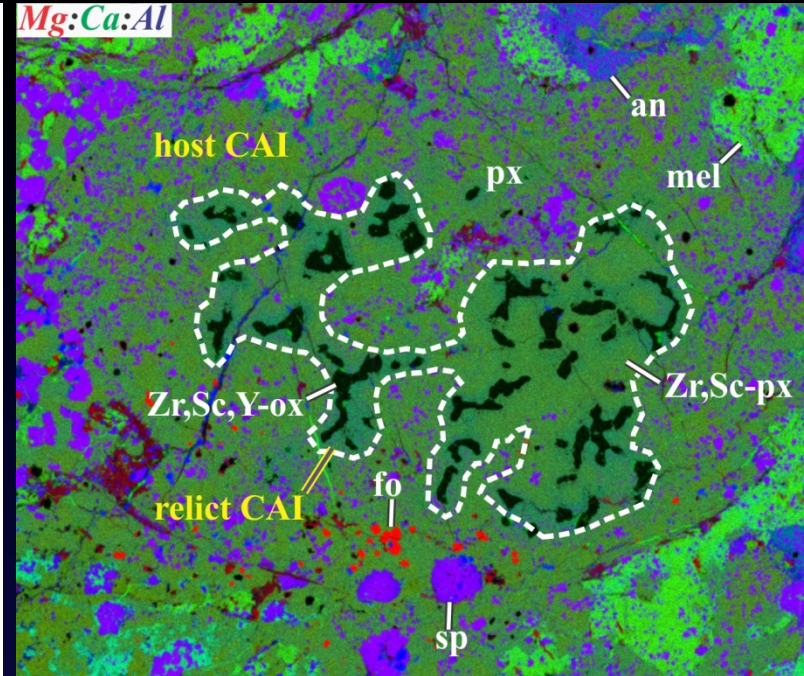 Mg:Ca:Al
an
host CAI
mel
px
Zr,Sc,Y-ox
Zr,Sc-px
relict CAI
fo
sp